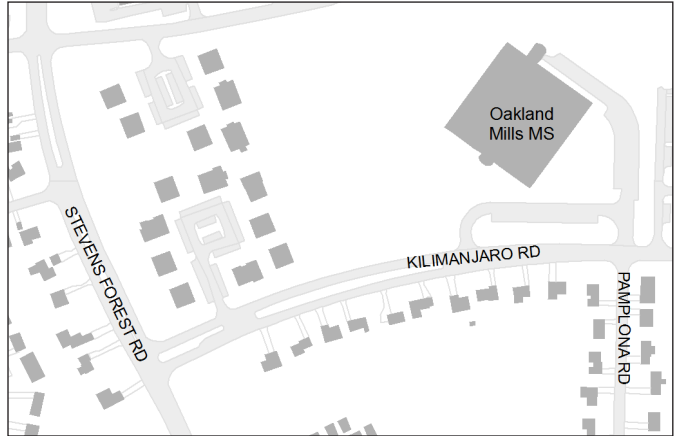 Oakland
Mills MS
STEVENS FOREST RD
KILIMANJARO RD
PAMPLONA RD